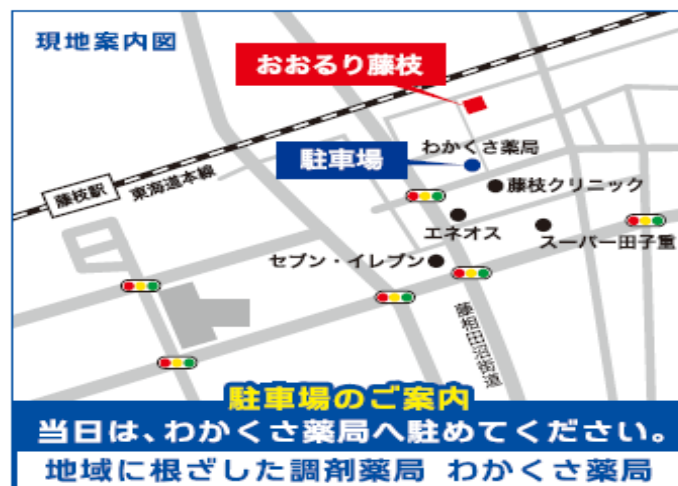 現地案内図
おおるり藤枝
わかくさ薬局
駐車場
藤枝クリニック
藤枝駅
東海道本線
エネオス
スーパー田子重
セブン・イレブン
藤相田沼街道
駐車場のご案内
当日は、わかくさ薬局へ駐めてください。
地域に根ざした調剤薬局 わかくさ薬局